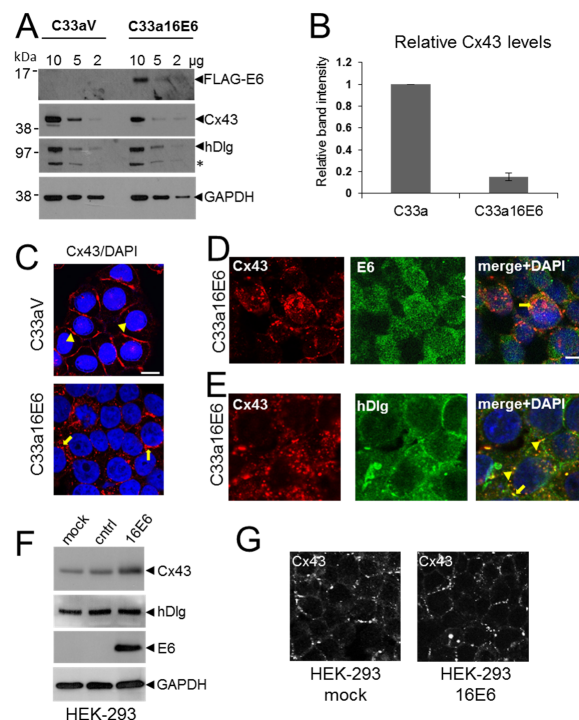 A
C33aV C33a16E6
kDa 10 5 2 10 5 2 µg
17
FLAG-E6
Cx43
38
hDlg
97
*
38
GAPDH
B
Relative Cx43 levels
Relative band intensity
1.2
1
0.8
0.6
0.4
0.2
0
C33a C33a16E6
C
Cx43/DAPI
C33aV
C33a16E6
D
C33a16E6
Cx43 E6 merge+DAPI
E
C33a16E6
Cx43 hDlg merge+DAPI
F
mock cntrl 16E6
Cx43
hDlg
E6
GAPDH
HEK-293
G
Cx43 Cx43
HEK-293 HEK-293
mock 16E6